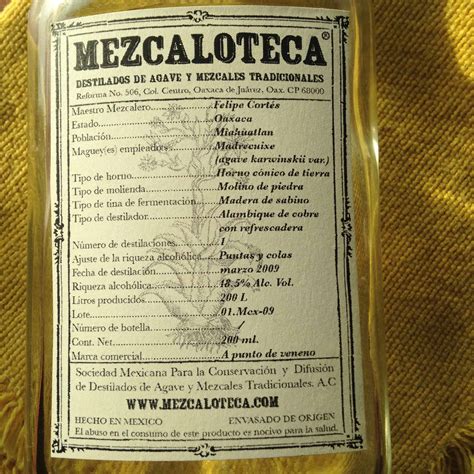 MEZCALOTECA®
DESTILADOS DE AGAVE Y MEZCALES TRADICIONALES
Reforma No. 506, Col. Centro, Oaxaca de Juárez, Oax. CP 68000
Maestro Mezcalero Felipe Cortés
Estado Oaxaca
Población Miahuatlan
Maguey(es) empleadors Madrecuixe
(agave karwinskii var.)
Tipo de horno Horno cónico de tierra
Tipo de molienda Molino de piedra
Tipo de tina de fermentación Madera de sabino
Tipo de destilador Alambique de cobre
con refrescadera
Número de destilaciones 1
Ajuste de la riqueza alcohólica Puntas y colas
Fecha de destilación marzo 2009
Riqueza alcohólica 48.5% Alc. Vol.
Litros producidos 200 L
Lote 01.Mcx-09
Número de botella /
Cont. Net 200 ml.
Marca comercial A punto de veneno
Sociedad Mexicana Para la Conservación y Difusión
de Destilados de Agave y Mezcales Tradicionales. A.C
WWW.MEZCALOTECA.COM
HECHO EN MEXICO ENVASADO DE ORIGEN
El abuso en el consumo de este producto es nocivo para la salud.